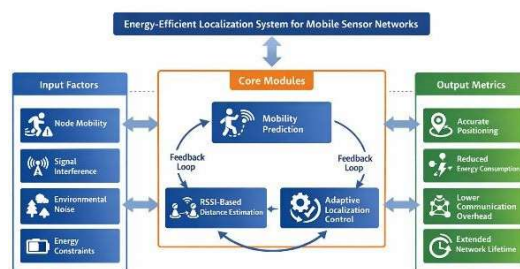 Energy-Efficient Localization System for Mobile Sensor Networks
Input Factors
Node Mobility
Signal
Interference
Environmental
Noise
Energy
Constraints
Core Modules
Mobility
Prediction
Feedback
Loop
Feedback
Loop
RSSI-Based
Distance Estimation
Adaptive
Localization
Control
Output Metrics
Accurate
Positioning
Reduced
Energy Consumption
Lower
Communication
Overhead
Extended
Network Lifetime